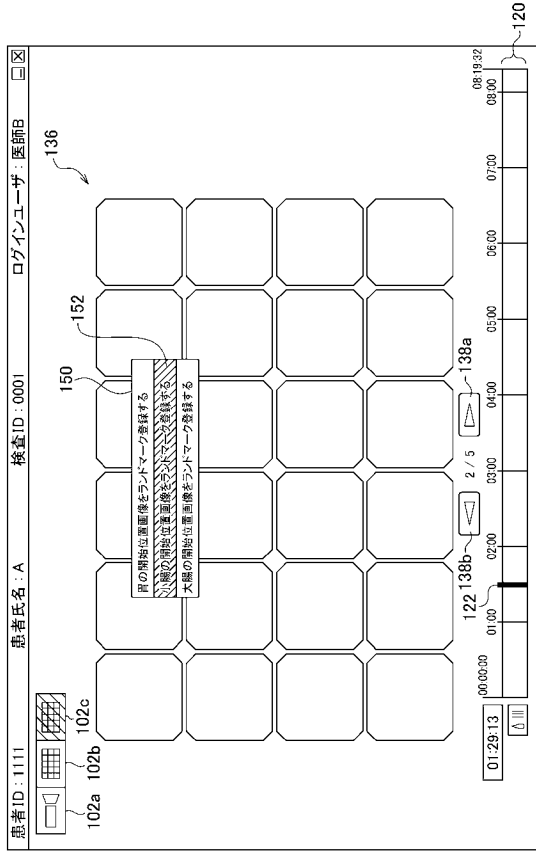 患者ID : 1111 患者氏名 : A 検査ID : 0001 ログインユーザ : 医師B
102a
102b
102c
136
150
152
胃の開始位置画像をランドマーク登録する
小腸の開始位置画像をランドマーク登録する
大腸の開始位置画像をランドマーク登録する
138b
2 / 5
138a
122
01:29:13
00:00:00 01:00 02:00 03:00 04:00 05:00 06:00 07:00 08:00 08:19:32
120